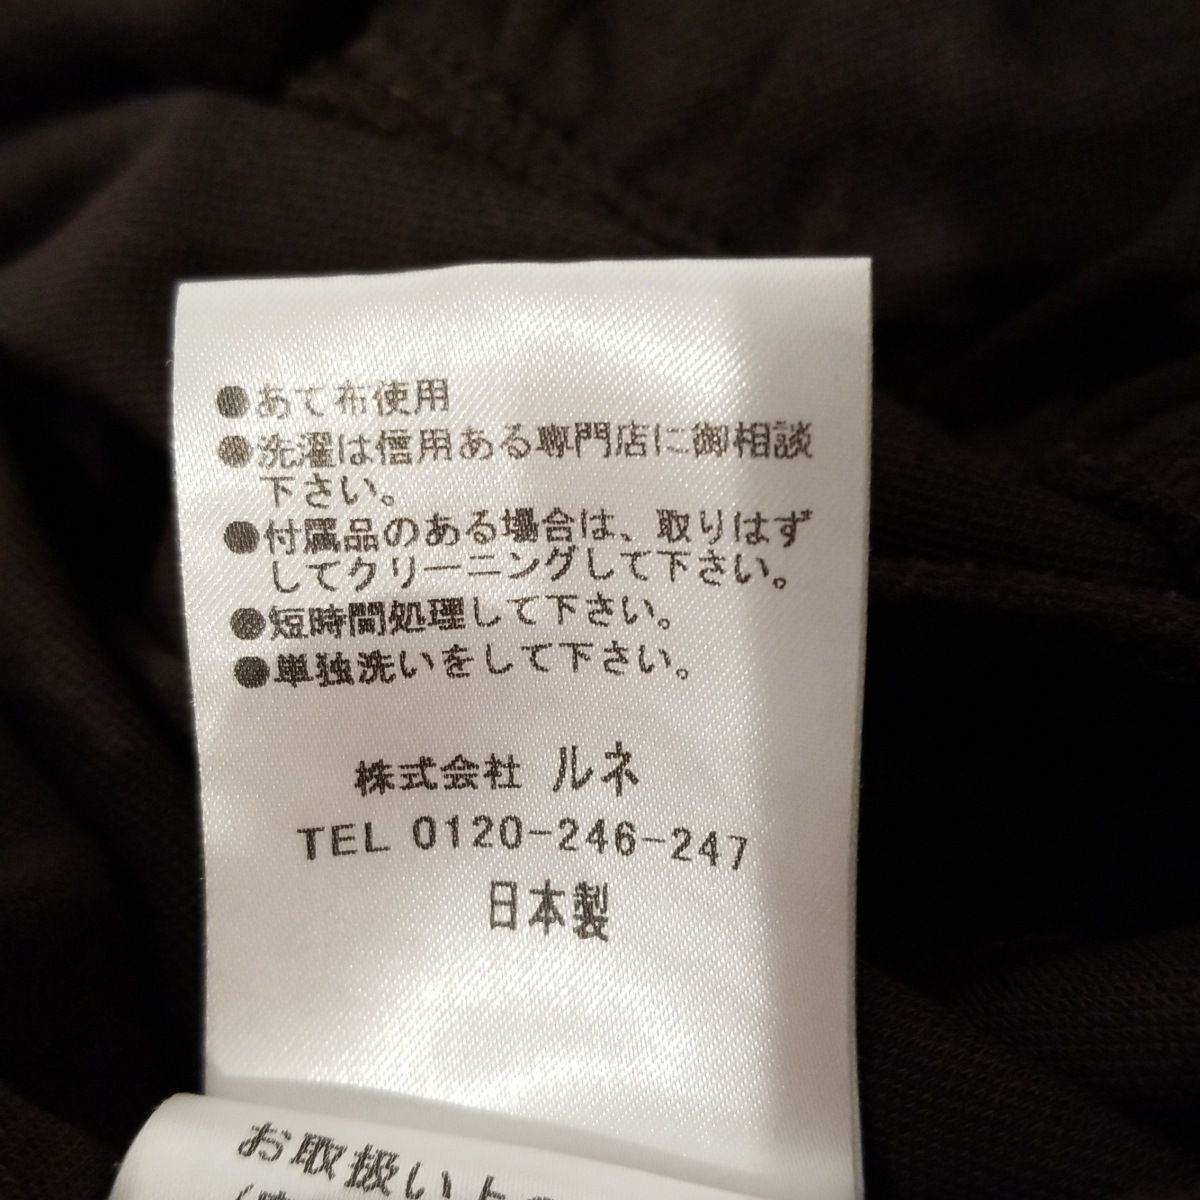 ●あて布使用
●洗濯は信用ある専門店に御相談
下さい。
●付属品のある場合は、取りはず
してクリーニングして下さい。
●短時間処理して下さい。
●単独洗いをして下さい。
株式会社 ルネ
TEL 0120-246-247
日本製
お取扱い上の